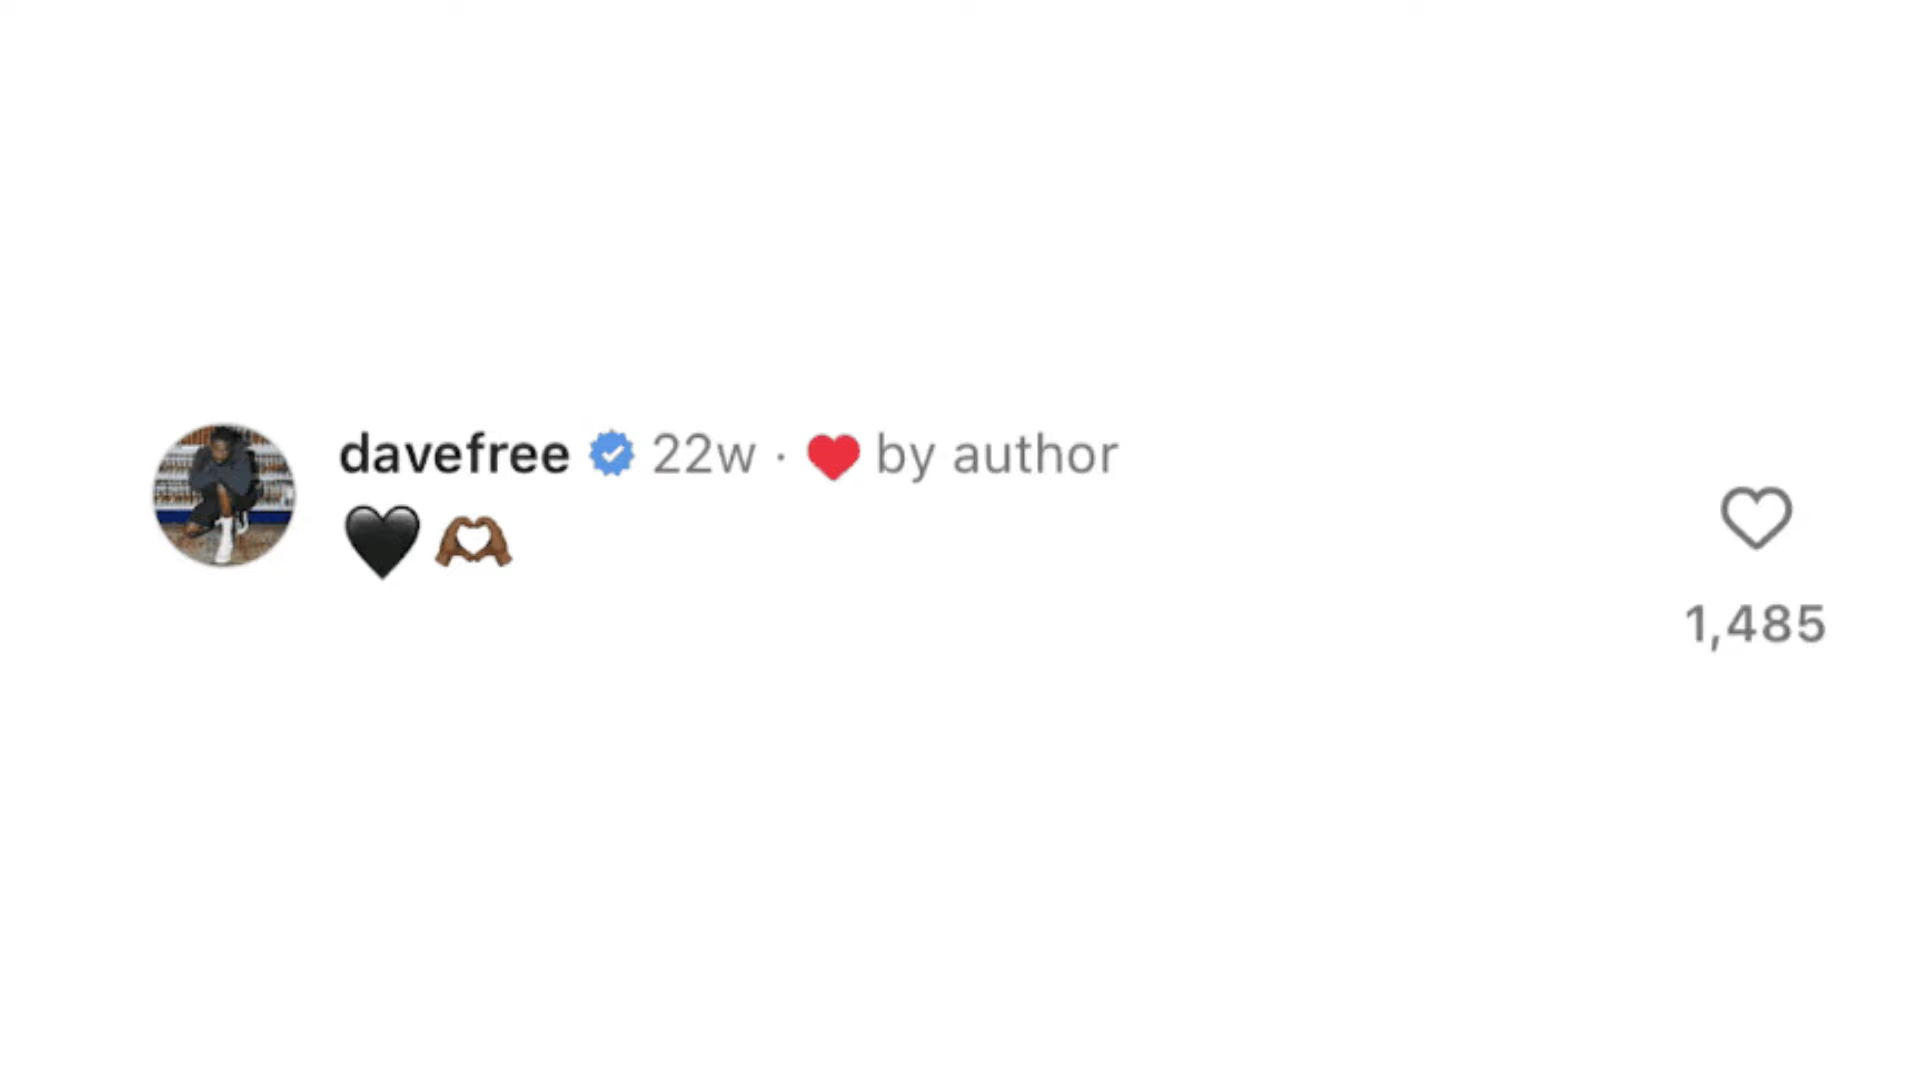 davefree 22w · ❤️ by author
🖤🫶🏾
1,485